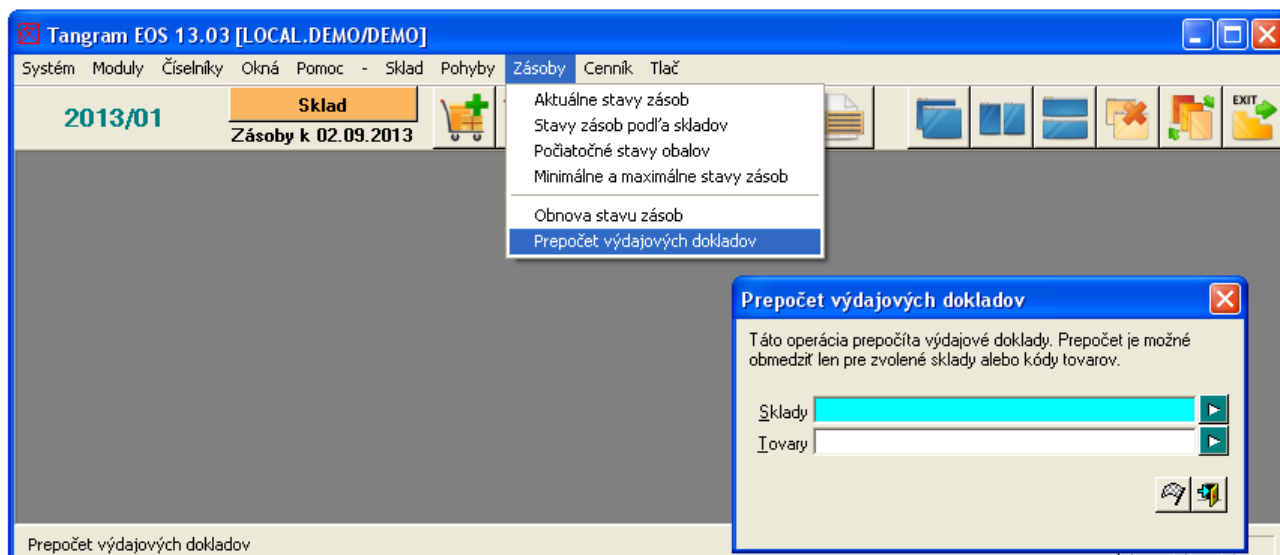 Tangram EOS 13.03 [LOCAL.DEMO/DEMO]
Systém Moduly Číselníky Okná Pomoc - Sklad Pohyby Zásoby Cenník Tlač
2013/01
Sklad
Zásoby k 02.09.2013
EXIT
Aktuálne stavy zásob
Stavy zásob podľa skladov
Počiatočné stavy obalov
Minimálne a maximálne stavy zásob
Obnova stavu zásob
Prepočet výdajových dokladov
Prepočet výdajových dokladov
Táto operácia prepočíta výdajové doklady. Prepočet je možné
obmedziť len pre zvolené sklady alebo kódy tovarov.
Sklady
Tovary
Prepočet výdajových dokladov